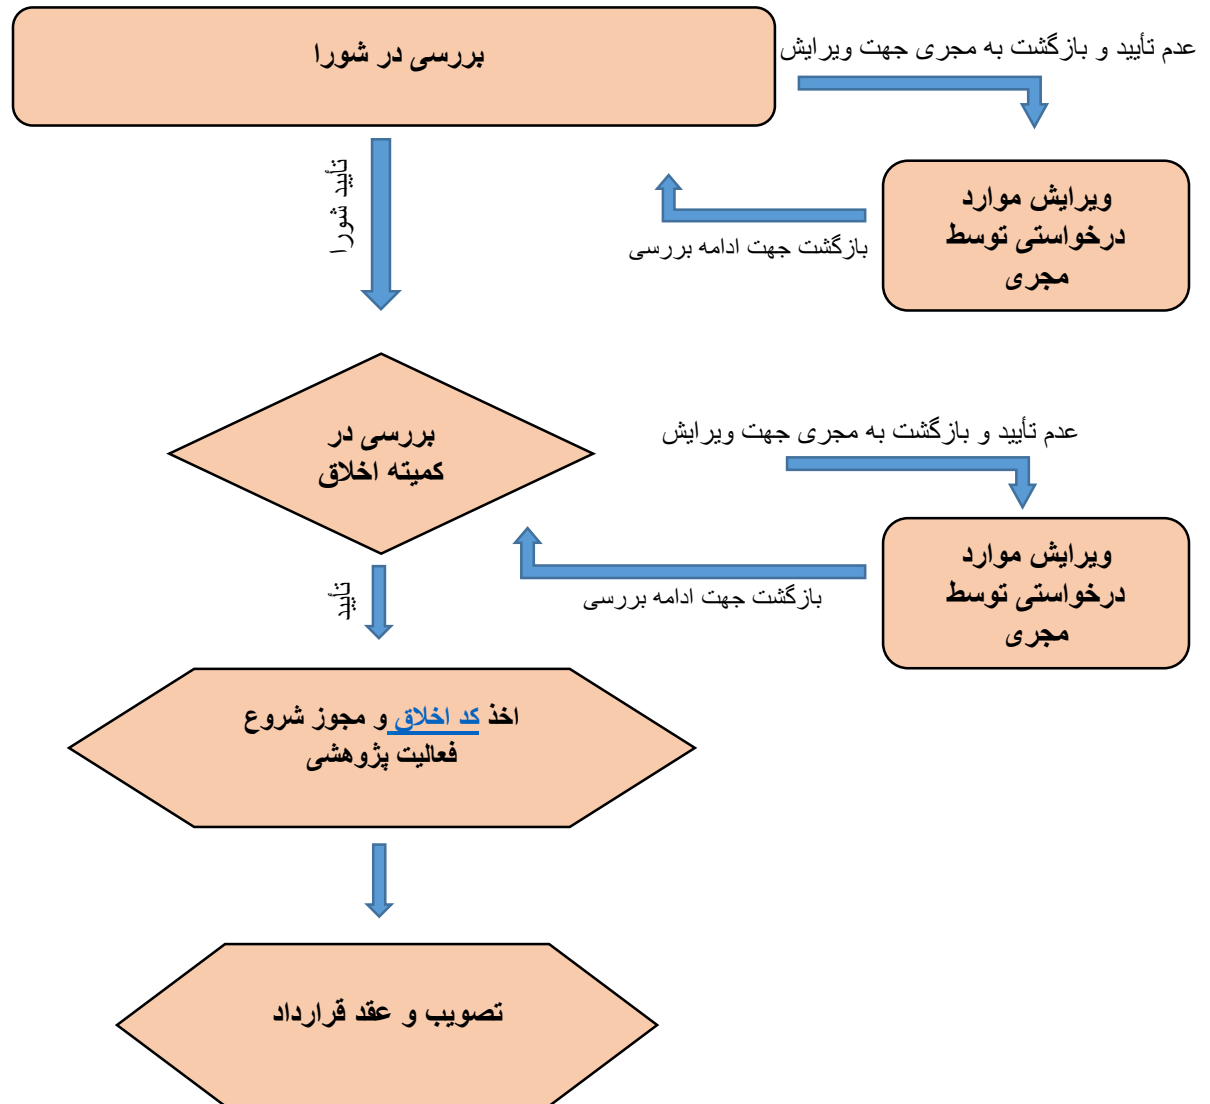 بررسی در شورا
عدم تأیید و بازگشت به مجری جهت ویرایش
تأیید شورا
ویرایش موارد
درخواستی توسط
مجری
بازگشت جهت ادامه بررسی
بررسی در
کمیته اخلاق
عدم تأیید و بازگشت به مجری جهت ویرایش
ویرایش موارد
درخواستی توسط
مجری
بازگشت جهت ادامه بررسی
تأیید
اخذ کد اخلاق و مجوز شروع
فعالیت پژوهشی
تصویب و عقد قرارداد